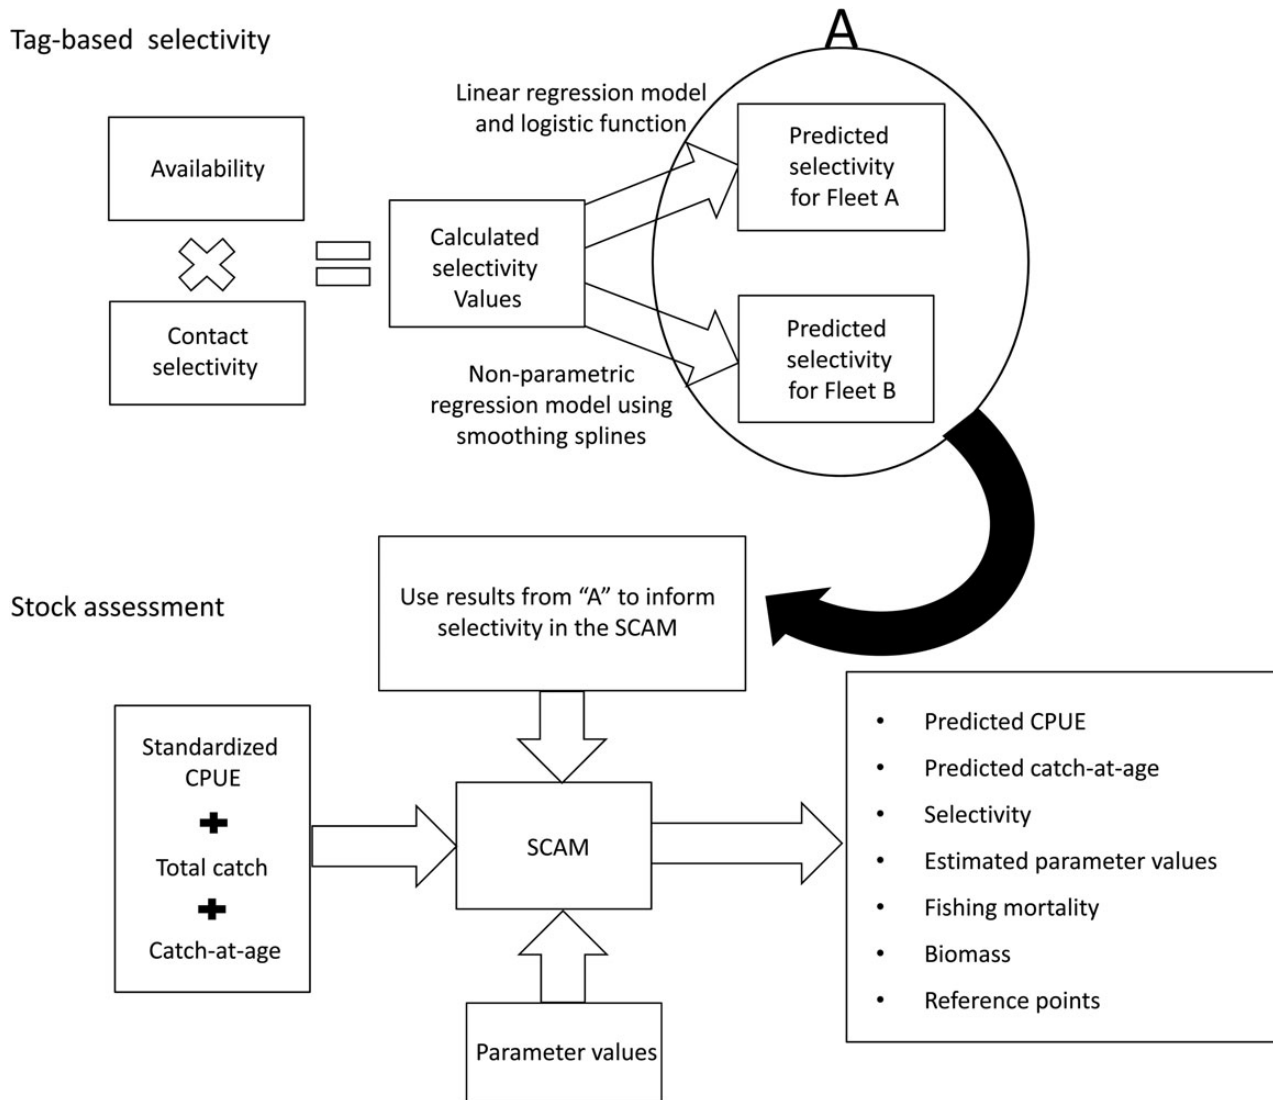 Tag-based selectivity
A
Linear regression model
and logistic function
Availability
Contact
selectivity
Calculated
selectivity
Values
Predicted
selectivity
for Fleet A
Predicted
selectivity
for Fleet B
Non-parametric
regression model using
smoothing splines
Stock assessment
Use results from “A” to inform
selectivity in the SCAM
Standardized
CPUE
Total catch
Catch-at-age
SCAM
Parameter values
• Predicted CPUE
• Predicted catch-at-age
• Selectivity
• Estimated parameter values
• Fishing mortality
• Biomass
• Reference points